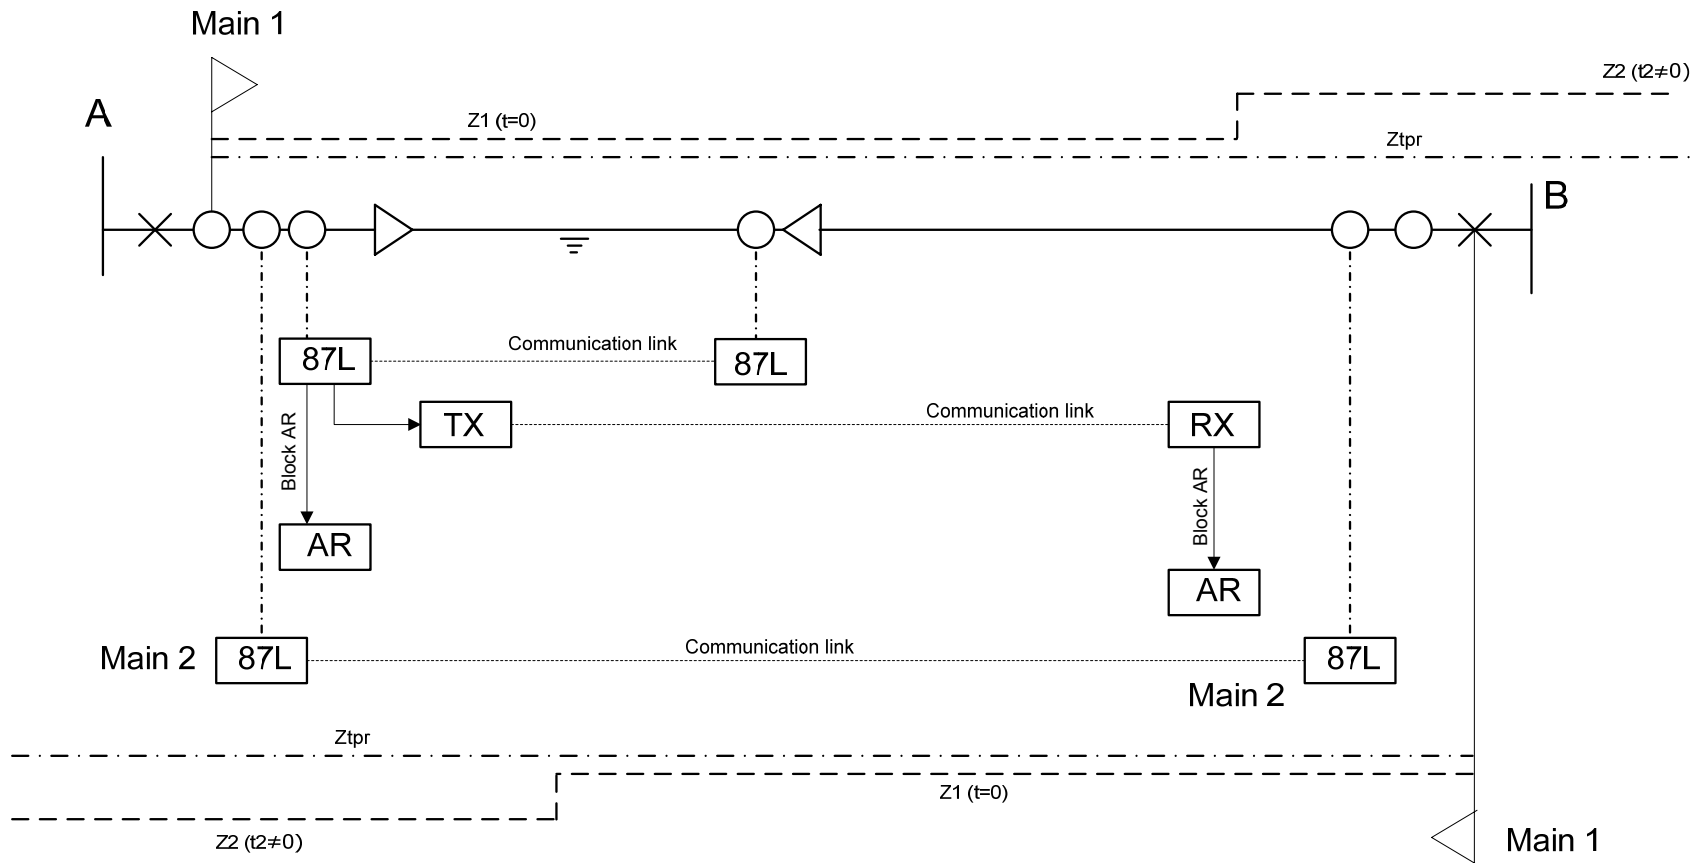 Main 1
Z2 (t2≠0)
A
Z1 (t=0)
Ztpr
B
87L
Communication link
87L
TX
Communication link
RX
Block AR
Block AR
AR
AR
Main 2
87L
Communication link
87L
Main 2
Ztpr
Z1 (t=0)
Z2 (t2≠0)
Main 1